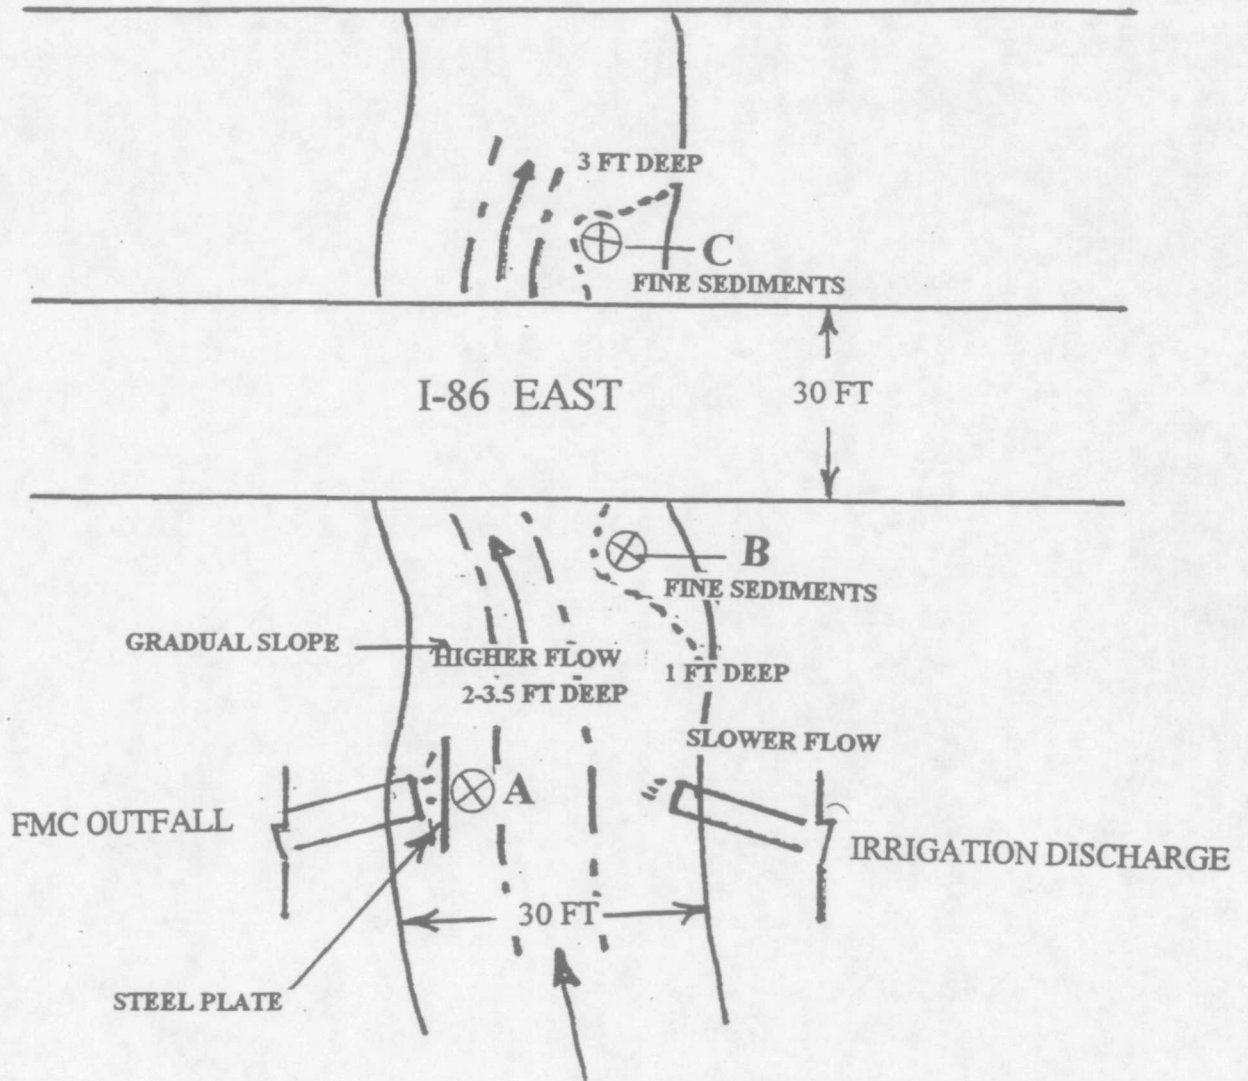 3 FT DEEP
C
FINE SEDIMENTS
I-86 EAST
30 FT
B
FINE SEDIMENTS
GRADUAL SLOPE
HIGHER FLOW
2-3.5 FT DEEP
1 FT DEEP
SLOWER FLOW
A
FMC OUTFALL
IRRIGATION DISCHARGE
30 FT
STEEL PLATE